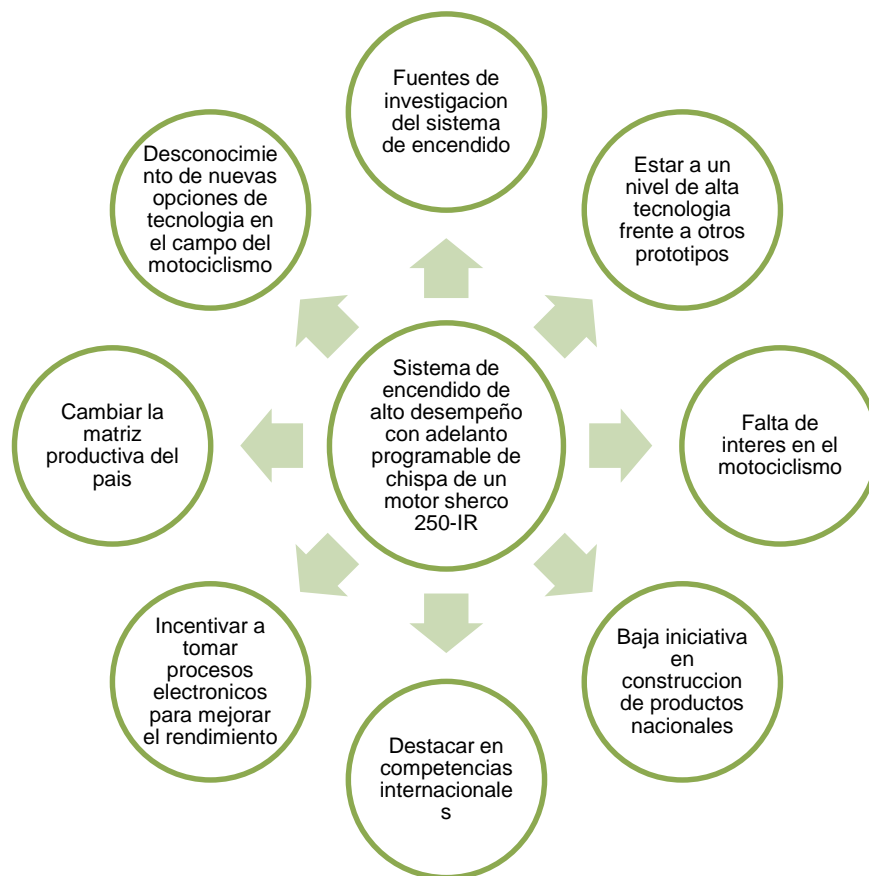 Fuentes de
investigacion
del sistema
de encendido
Desconocimie
nto de nuevas
opciones de
tecnologia en
el campo del
motociclismo
Estar a un
nivel de alta
tecnologia
frente a otros
prototipos
Cambiar la
matriz
productiva del
pais
Sistema de
encendido de
alto desempeño
con adelanto
programable de
chispa de un
motor sherco
250-IR
Falta de
interes en el
motociclismo
Incentivar a
tomar
procesos
electronicos
para mejorar
el rendimiento
Baja iniciativa
en
construccion
de productos
nacionales
Destacar en
competencias
internacionale
s